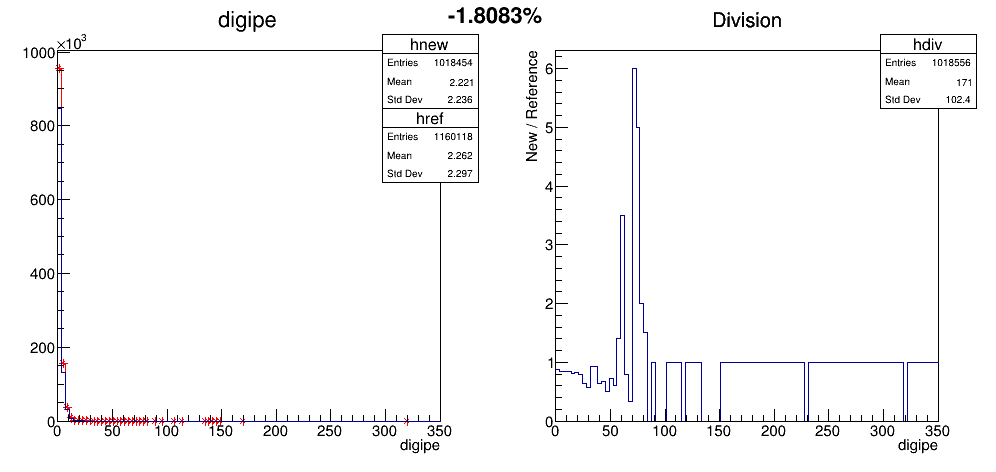 -1.8083%
digipe
×10³
1000
800
600
400
200
0
0 50 100 150 200 250 300 350
digipe
hnew
Entries 1018454
Mean 2.221
Std Dev 2.236
href
Entries 1160118
Mean 2.262
Std Dev 2.297
Division
New / Reference
6
5
4
3
2
1
0
0 50 100 150 200 250 300 350
digipe
hdiv
Entries 1018556
Mean 171
Std Dev 102.4